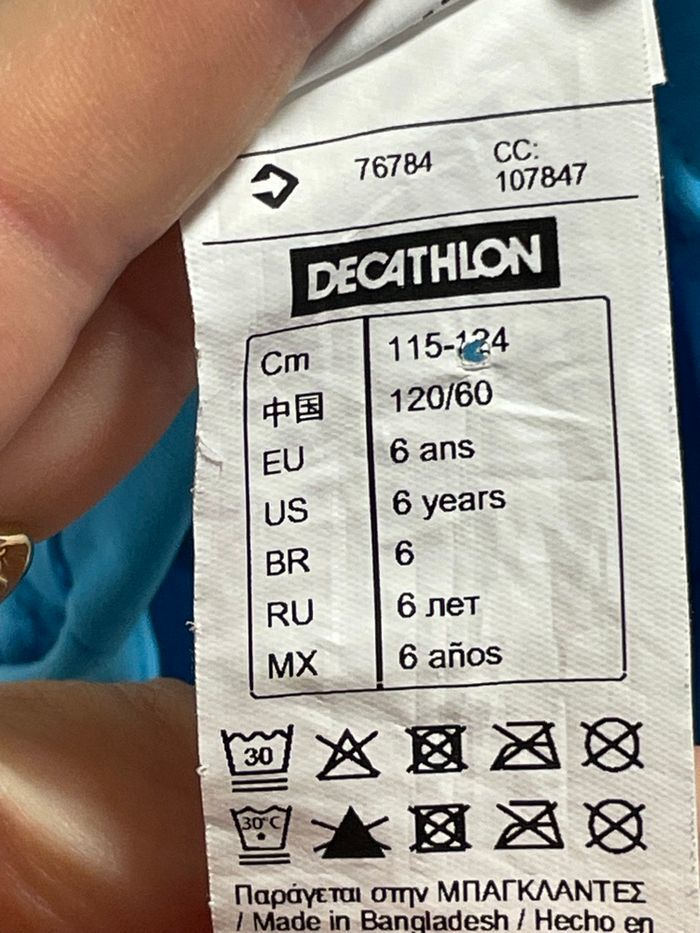 76784 CC:
107847
DECATHLON
Cm 115-124
中国 120/60
EU 6 ans
US 6 years
BR 6
RU 6 лет
MX 6 años
30
30°C
Παράγεται στην ΜΠΑΓΚΛΑΝΤΕΣ
/ Made in Bangladesh / Hecho en